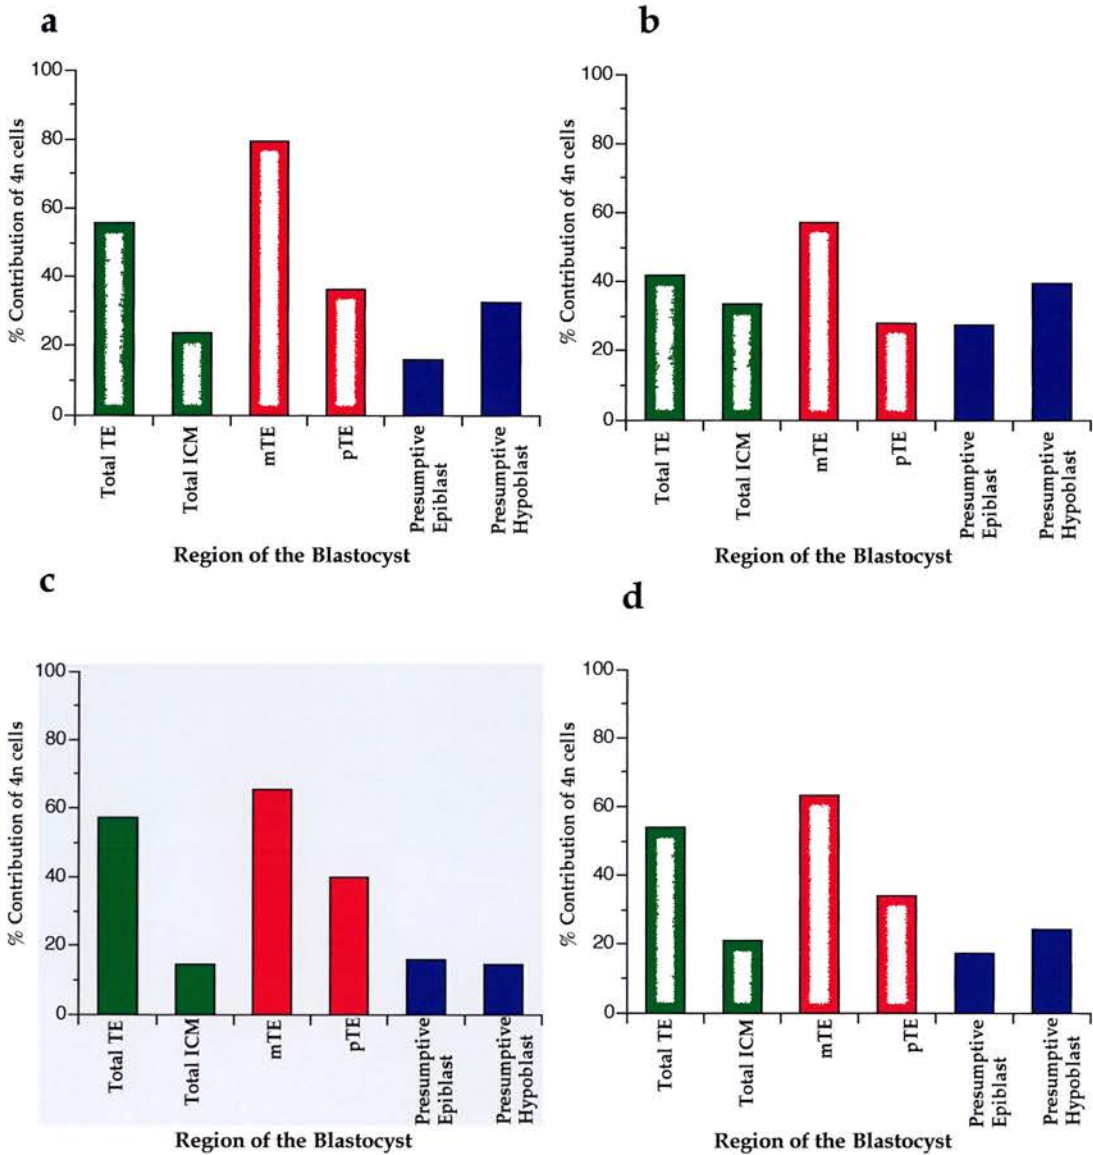 a
% Contribution of 4n cells
100
80
60
40
20
0
Total TE
Total ICM
mTE
pTE
Presumptive
Epiblast
Presumptive
Hypoblast
Region of the Blastocyst
b
% Contribution of 4n cells
100
80
60
40
20
0
Total TE
Total ICM
mTE
pTE
Presumptive
Epiblast
Presumptive
Hypoblast
Region of the Blastocyst
c
% Contribution of 4n cells
100
80
60
40
20
0
Total TE
Total ICM
mTE
pTE
Presumptive
Epiblast
Presumptive
Hypoblast
Region of the Blastocyst
d
% Contribution of 4n cells
100
80
60
40
20
0
Total TE
Total ICM
mTE
pTE
Presumptive
Epiblast
Presumptive
Hypoblast
Region of the Blastocyst